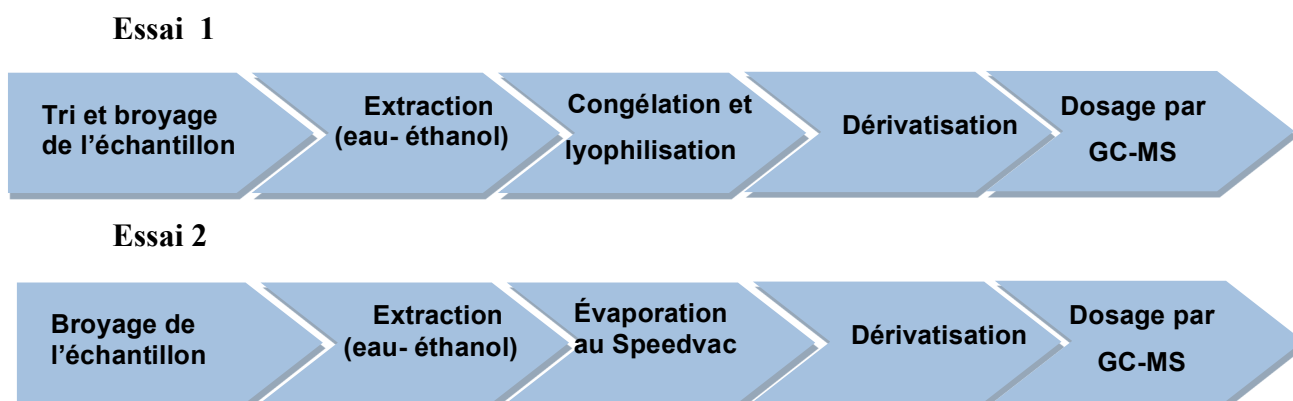 Essai 1
Tri et broyage
de l'échantillon
Extraction
(eau- éthanol)
Congélation et
lyophilisation
Dérivatisation
Dosage par
GC-MS
Essai 2
Broyage de
l'échantillon
Extraction
(eau- éthanol)
Évaporation
au Speedvac
Dérivatisation
Dosage par
GC-MS